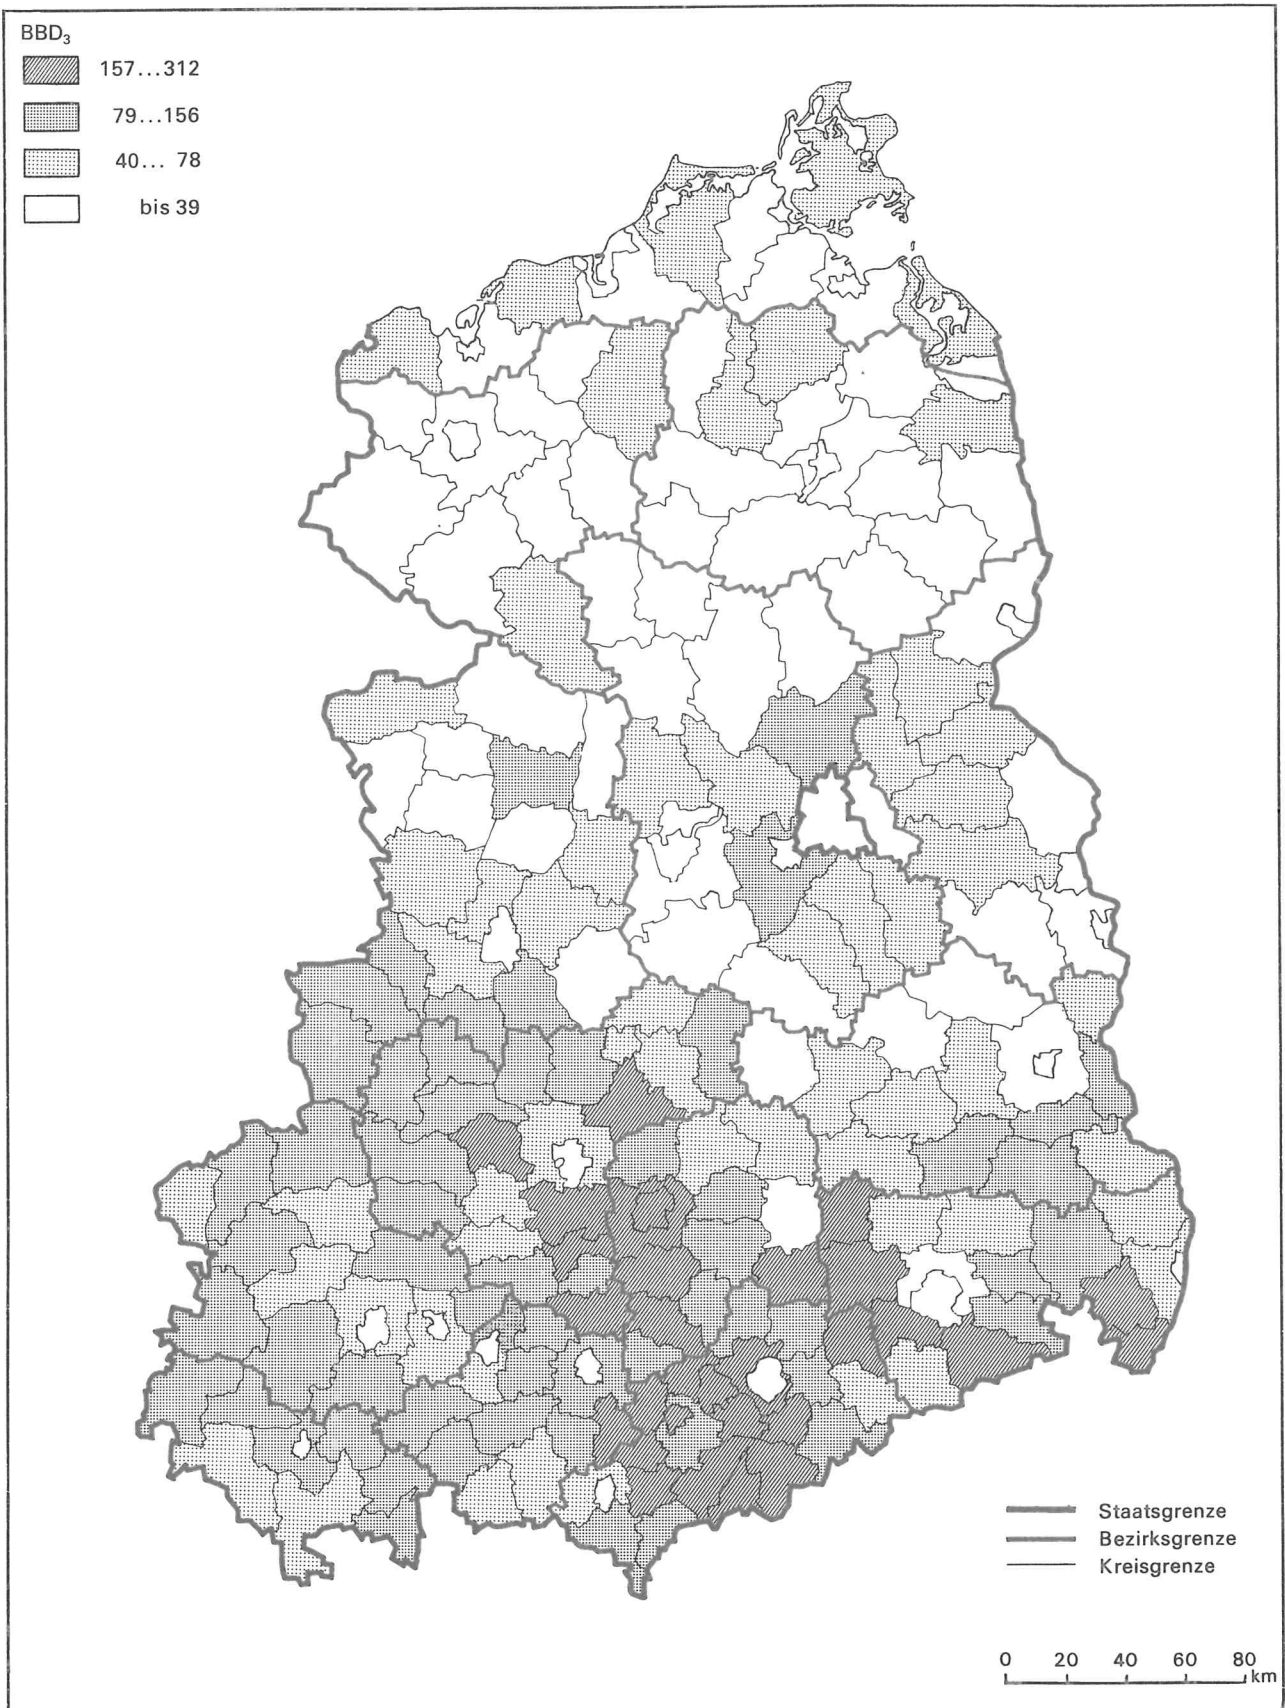 BBD₃
157...312
79...156
40... 78
bis 39
Staatsgrenze
Bezirksgrenze
Kreisgrenze
0 20 40 60 80 km